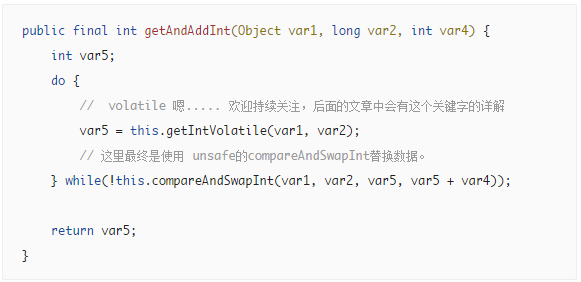 public final int getAndAddInt(Object var1, long var2, int var4) {
    int var5;
    do {
        //  volatile 嗯..... 欢迎持续关注，后面的文章中会有这个关键字的详解
        var5 = this.getIntVolatile(var1, var2);
        // 这里最终是使用 unsafe的compareAndSwapInt替换数据。
    } while(!this.compareAndSwapInt(var1, var2, var5, var5 + var4));
    return var5;
}